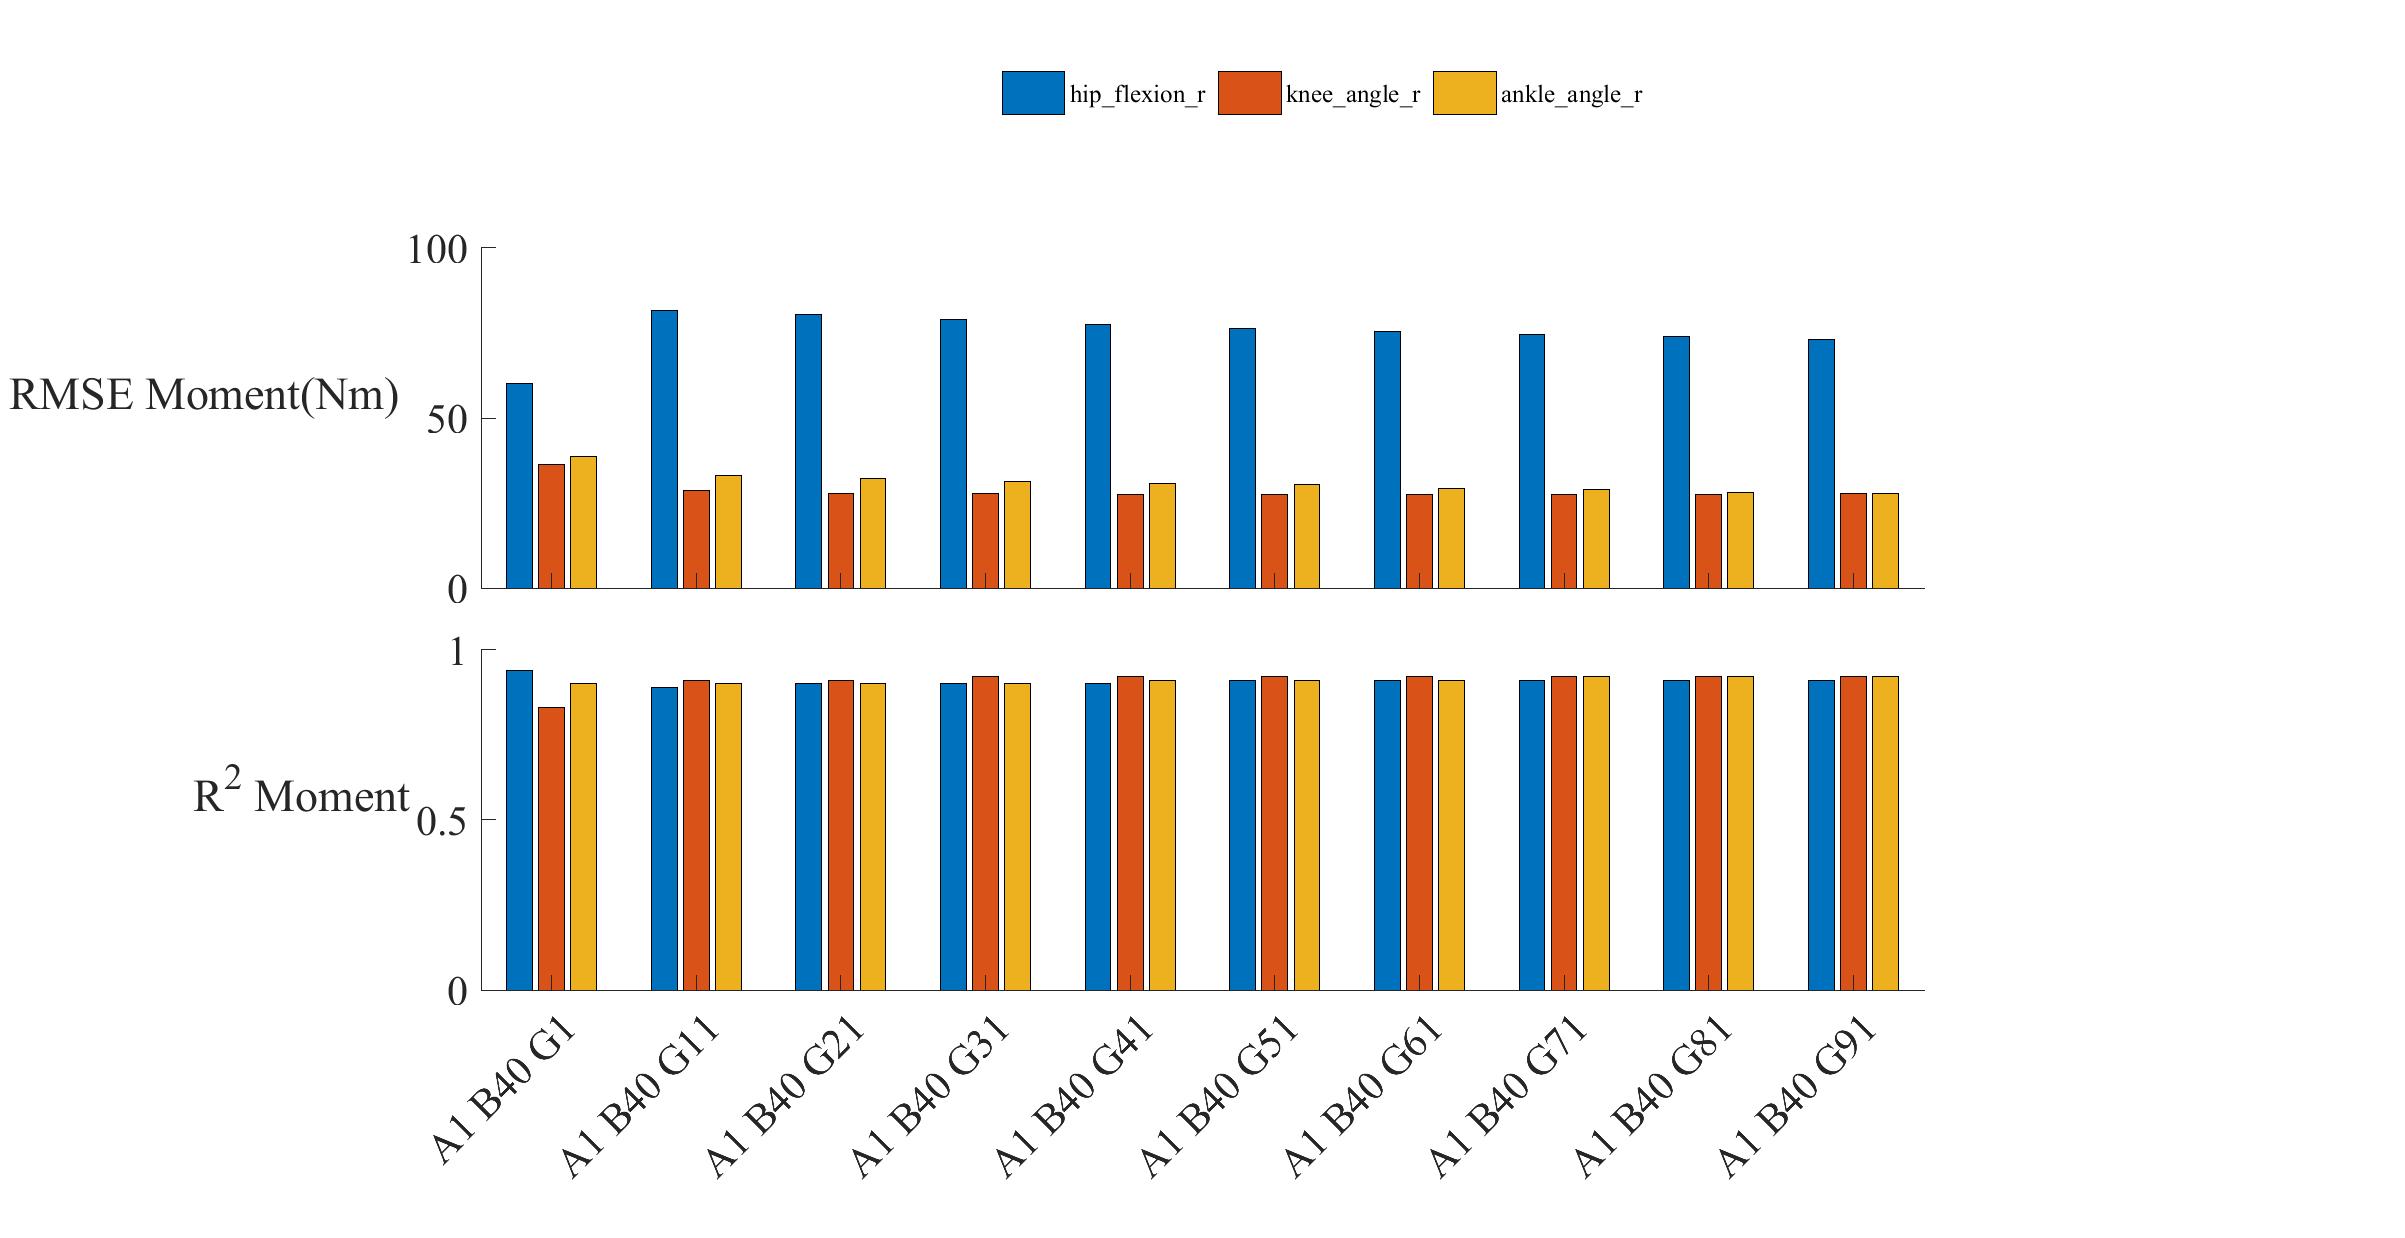 hip_flexion_r knee_angle_r ankle_angle_r
100
RMSE Moment(Nm)
50
0
1
R² Moment
0.5
0
A1 B40 G1
A1 B40 G11
A1 B40 G21
A1 B40 G31
A1 B40 G41
A1 B40 G51
A1 B40 G61
A1 B40 G71
A1 B40 G81
A1 B40 G91